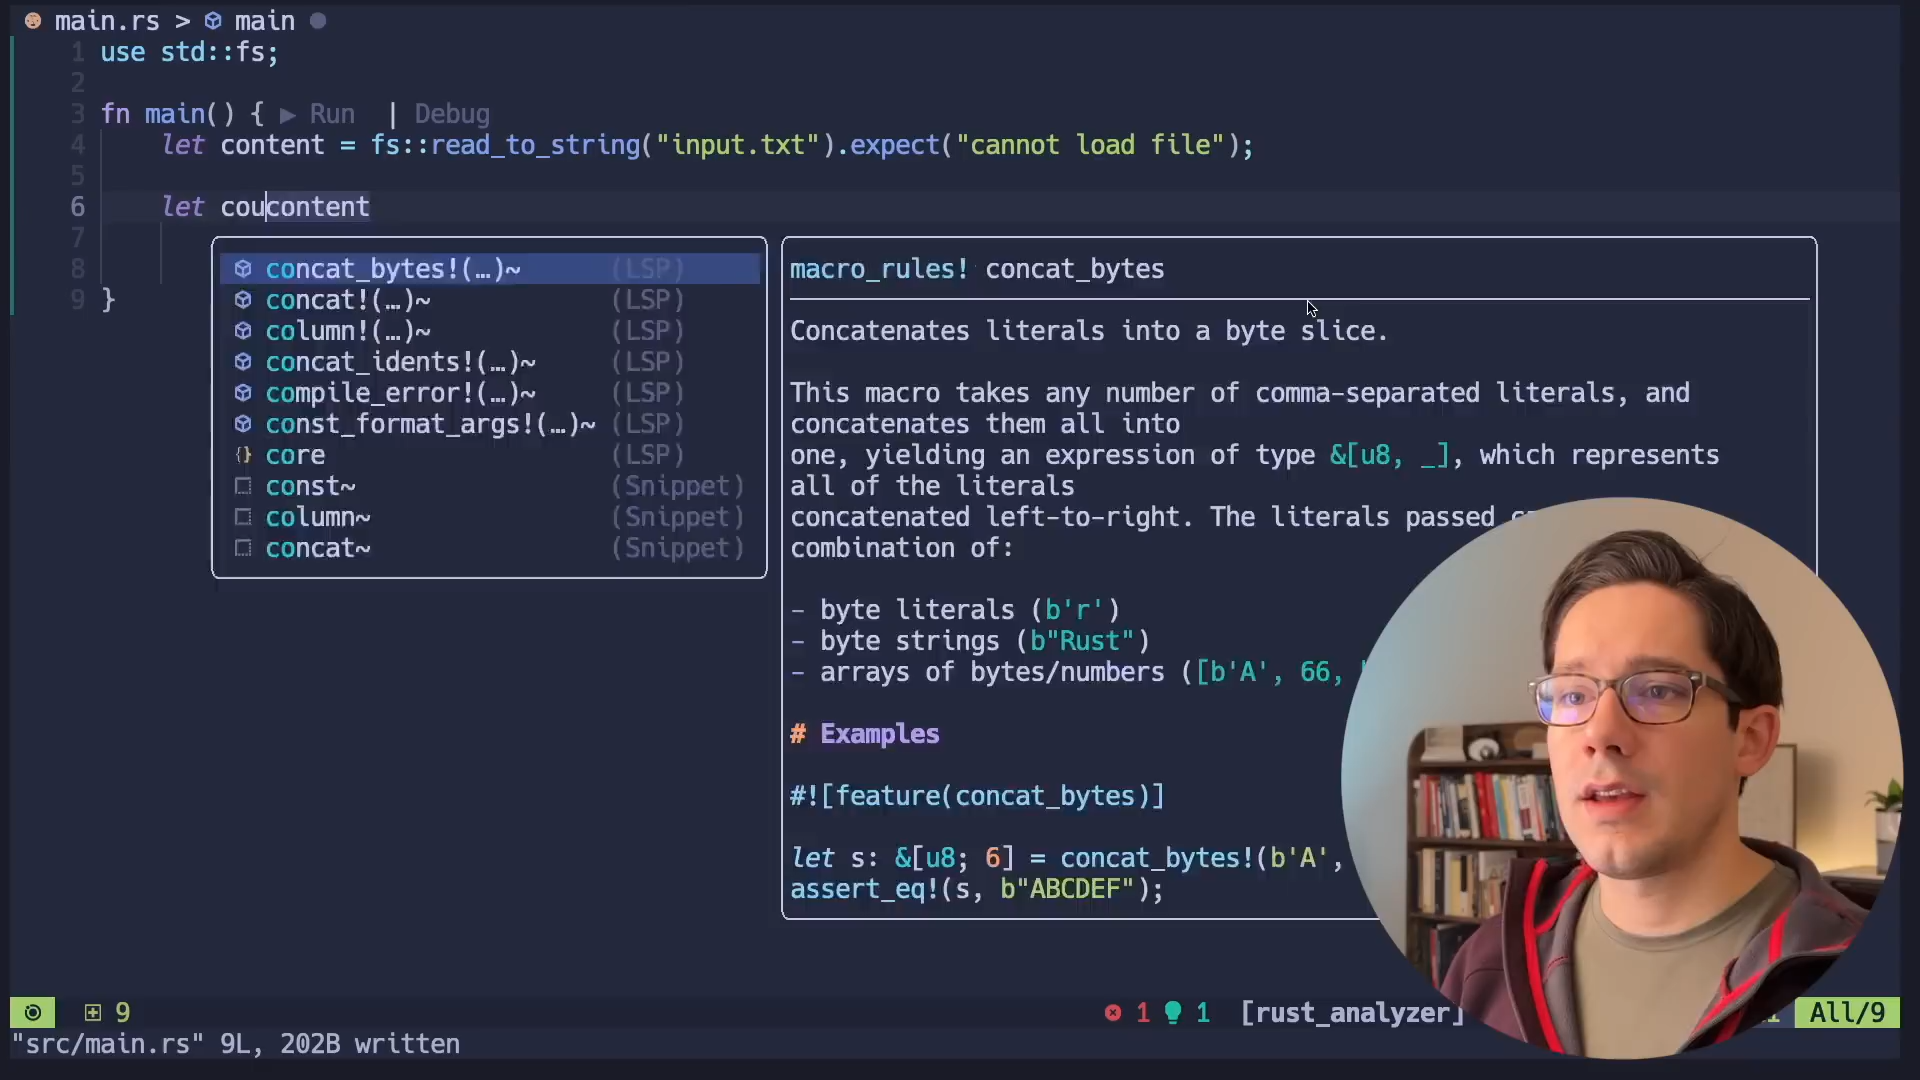 main.rs > main
1 use std::fs;
2
3 fn main() { ▶ Run | Debug
4 let content = fs::read_to_string("input.txt").expect("cannot load file");
5
6 let coucontent
7
8
9 }
concat_bytes!(…)~ (LSP)
concat!(…)~ (LSP)
column!(…)~ (LSP)
concat_idents!(…)~ (LSP)
compile_error!(…)~ (LSP)
const_format_args!(…)~ (LSP)
core (LSP)
const~ (Snippet)
column~ (Snippet)
concat~ (Snippet)
macro_rules! concat_bytes
Concatenates literals into a byte slice.
This macro takes any number of comma-separated literals, and
concatenates them all into
one, yielding an expression of type &[u8, _], which represents
all of the literals
concatenated left-to-right. The literals passed
combination of:
- byte literals (b'r')
- byte strings (b"Rust")
- arrays of bytes/numbers ([b'A', 66,
# Examples
#![feature(concat_bytes)]
let s: &[u8; 6] = concat_bytes!(b'A',
assert_eq!(s, b"ABCDEF");
9
1 1 [rust_analyzer] All/9
"src/main.rs" 9L, 202B written